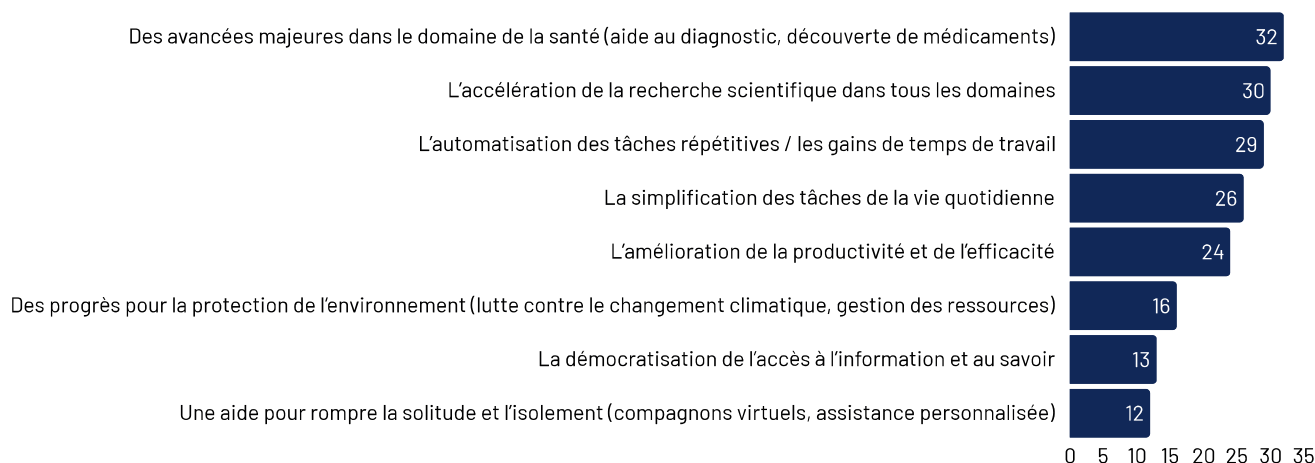 Des avancées majeures dans le domaine de la santé (aide au diagnostic, découverte de médicaments) 32
L'accélération de la recherche scientifique dans tous les domaines 30
L'automatisation des tâches répétitives / les gains de temps de travail 29
La simplification des tâches de la vie quotidienne 26
L'amélioration de la productivité et de l'efficacité 24
Des progrès pour la protection de l'environnement (lutte contre le changement climatique, gestion des ressources) 16
La démocratisation de l'accès à l'information et au savoir 13
Une aide pour rompre la solitude et l'isolement (compagnons virtuels, assistance personnalisée) 12
0 5 10 15 20 25 30 35